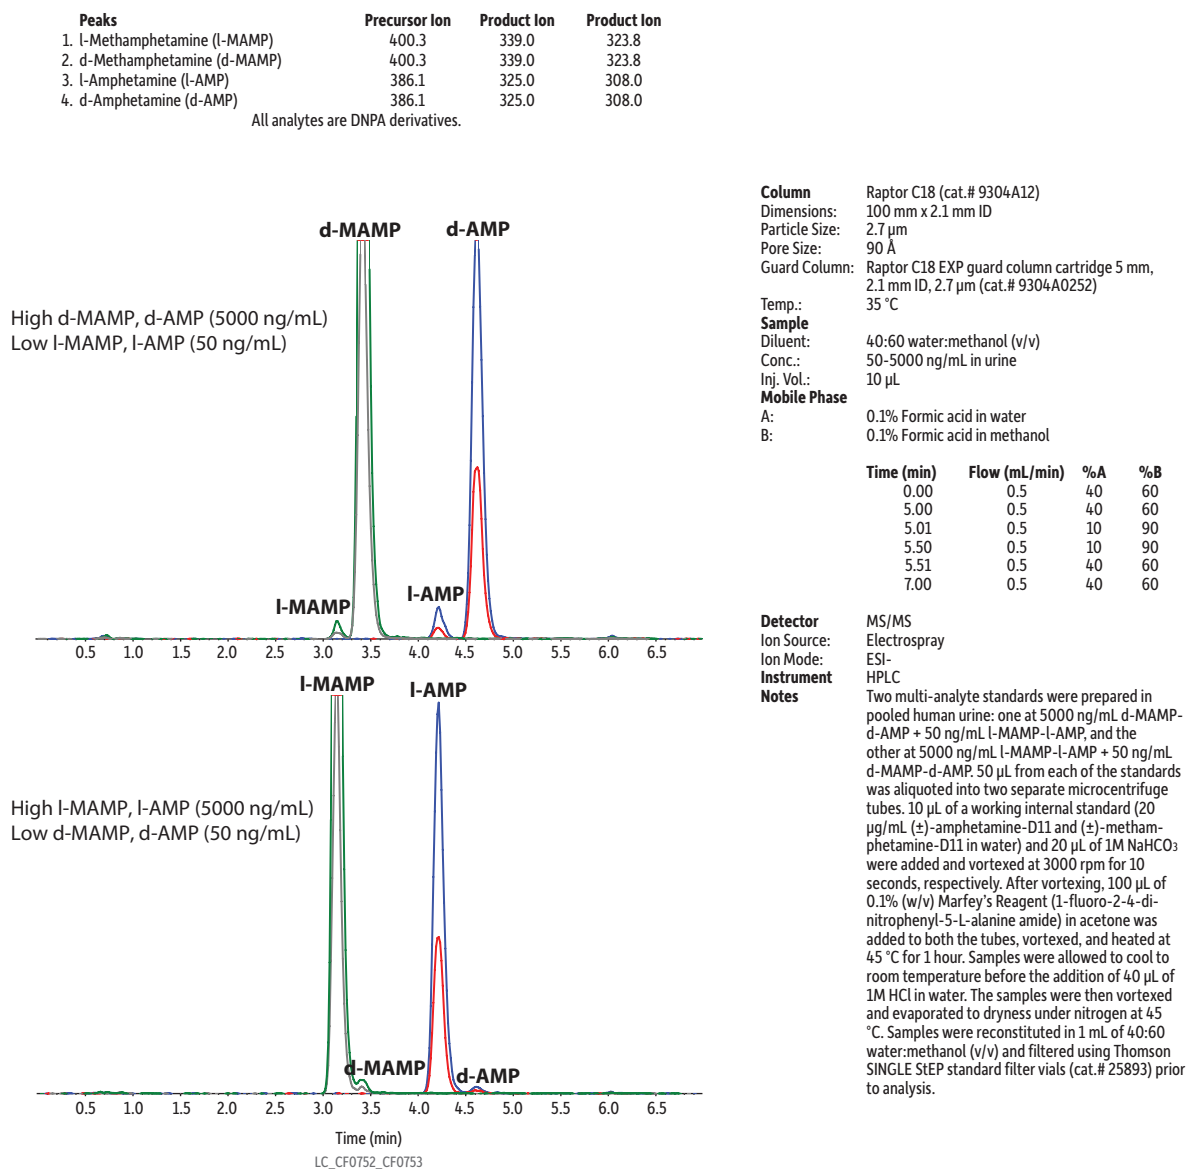 Peaks Precursor Ion Product Ion Product Ion
1. l-Methamphetamine (l-MAMP) 400.3 339.0 323.8
2. d-Methamphetamine (d-MAMP) 400.3 339.0 323.8
3. l-Amphetamine (l-AMP) 386.1 325.0 308.0
4. d-Amphetamine (d-AMP) 386.1 325.0 308.0
All analytes are DNPA derivatives.
d-MAMP d-AMP
High d-MAMP, d-AMP (5000 ng/mL)
Low l-MAMP, l-AMP (50 ng/mL)
l-MAMP l-AMP
0.5 1.0 1.5 2.0 2.5 3.0 3.5 4.0 4.5 5.0 5.5 6.0 6.5
l-MAMP l-AMP
High l-MAMP, l-AMP (5000 ng/mL)
Low d-MAMP, d-AMP (50 ng/mL)
d-MAMP d-AMP
0.5 1.0 1.5 2.0 2.5 3.0 3.5 4.0 4.5 5.0 5.5 6.0 6.5
Time (min)
LC_CF0752_CF0753
Column Raptor C18 (cat.# 9304A12)
Dimensions: 100 mm x 2.1 mm ID
Particle Size: 2.7 µm
Pore Size: 90 Å
Guard Column: Raptor C18 EXP guard column cartridge 5 mm,
2.1 mm ID, 2.7 µm (cat.# 9304A0252)
Temp.: 35 °C
Sample
Diluent: 40:60 water:methanol (v/v)
Conc.: 50-5000 ng/mL in urine
Inj. Vol.: 10 µL
Mobile Phase
A: 0.1% Formic acid in water
B: 0.1% Formic acid in methanol
Time (min) Flow (mL/min) %A %B
0.00 0.5 40 60
5.00 0.5 40 60
5.01 0.5 10 90
5.50 0.5 10 90
5.51 0.5 40 60
7.00 0.5 40 60
Detector MS/MS
Ion Source: Electrospray
Ion Mode: ESI-
Instrument HPLC
Notes Two multi-analyte standards were prepared in
pooled human urine: one at 5000 ng/mL d-MAMP-
d-AMP + 50 ng/mL l-MAMP-l-AMP, and the
other at 5000 ng/mL l-MAMP-l-AMP + 50 ng/mL
d-MAMP-d-AMP. 50 µL from each of the standards
was aliquoted into two separate microcentrifuge
tubes. 10 µL of a working internal standard (20
µg/mL (±)-amphetamine-D11 and (±)-metham-
phetamine-D11 in water) and 20 µL of 1M NaHCO3
were added and vortexed at 3000 rpm for 10
seconds, respectively. After vortexing, 100 µL of
0.1% (w/v) Marfey's Reagent (1-fluoro-2-4-di-
nitrophenyl-5-L-alanine amide) in acetone was
added to both the tubes, vortexed, and heated at
45 °C for 1 hour. Samples were allowed to cool to
room temperature before the addition of 40 µL of
1M HCl in water. The samples were then vortexed
and evaporated to dryness under nitrogen at 45
°C. Samples were reconstituted in 1 mL of 40:60
water:methanol (v/v) and filtered using Thomson
SINGLE StEP standard filter vials (cat.# 25893) prior
to analysis.